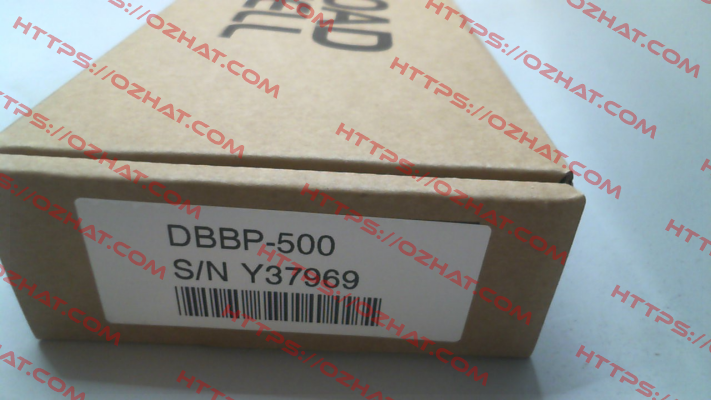 LOAD
CELL
DBBP-500
S/N Y37969
HTTPS://OZHAT.COM